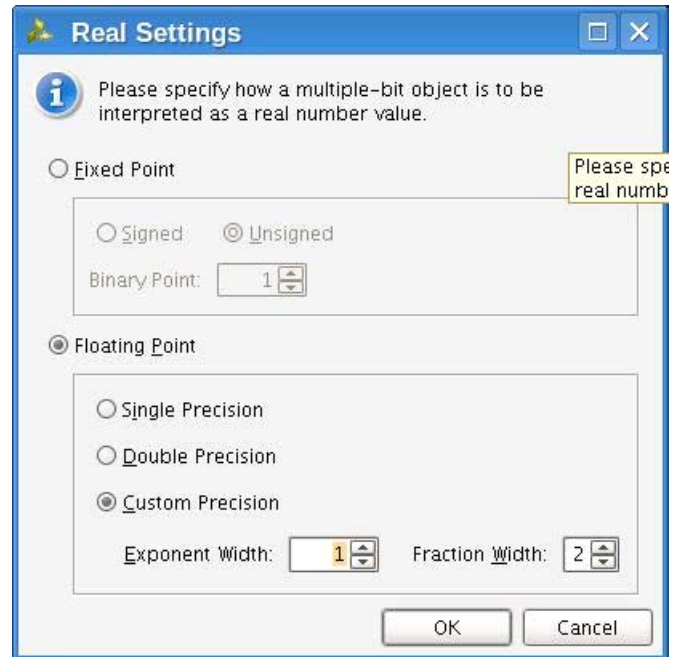 Real Settings
Please specify how a multiple-bit object is to be
interpreted as a real number value.
Fixed Point
Please spe
real numb
Signed Unsigned
Binary Point: 1
Floating Point
Single Precision
Double Precision
Custom Precision
Exponent Width: 1 Fraction Width: 2
OK Cancel